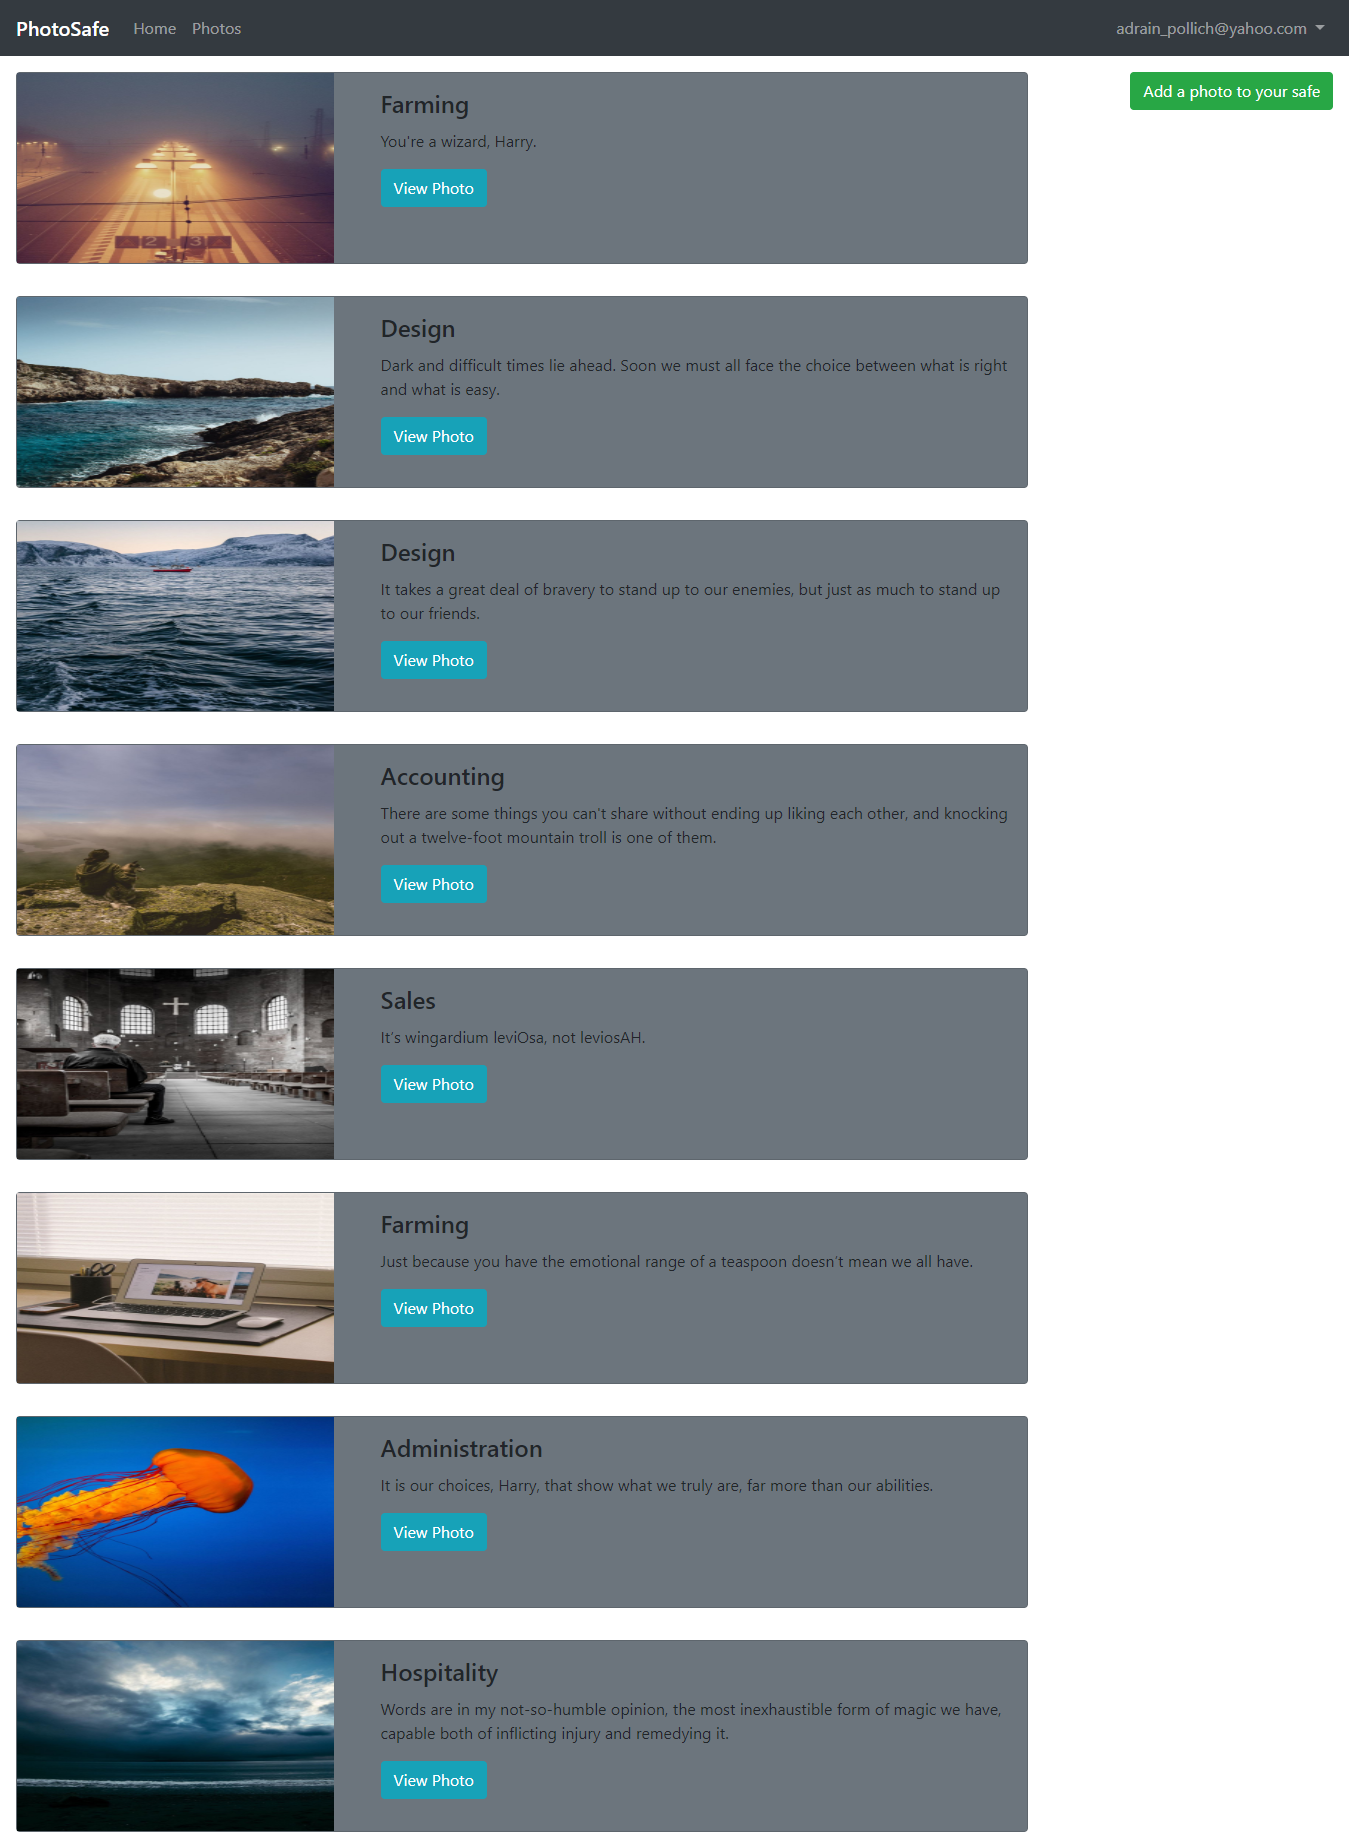 PhotoSafe Home Photos adrain_pollich@yahoo.com
Add a photo to your safe
Farming
You're a wizard, Harry.
View Photo
2 3
Design
Dark and difficult times lie ahead. Soon we must all face the choice between what is right
and what is easy.
View Photo
Design
It takes a great deal of bravery to stand up to our enemies, but just as much to stand up
to our friends.
View Photo
Accounting
There are some things you can't share without ending up liking each other, and knocking
out a twelve-foot mountain troll is one of them.
View Photo
Sales
It's wingardium leviOsa, not leviosAH.
View Photo
Farming
Just because you have the emotional range of a teaspoon doesn't mean we all have.
View Photo
Administration
It is our choices, Harry, that show what we truly are, far more than our abilities.
View Photo
Hospitality
Words are in my not-so-humble opinion, the most inexhaustible form of magic we have,
capable both of inflicting injury and remedying it.
View Photo